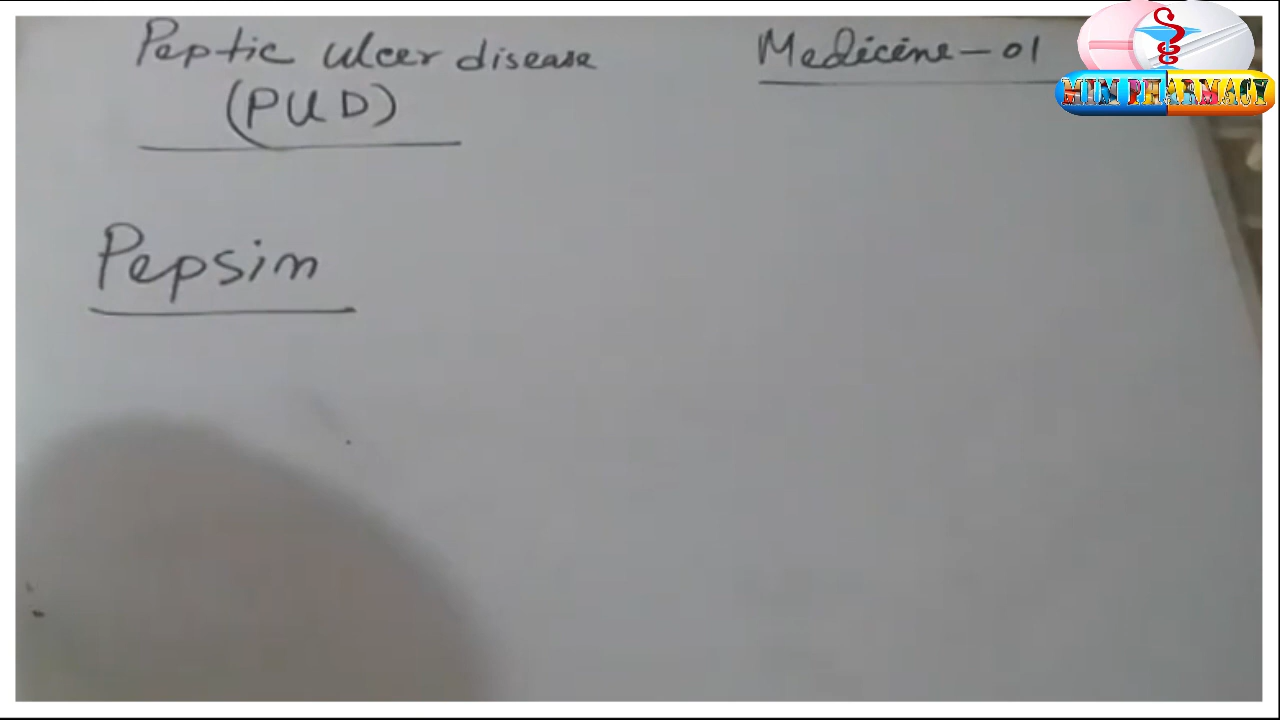 Peptic ulcer disease
(PUD)
Medicine-01
MIM PHARMACY
Pepsin